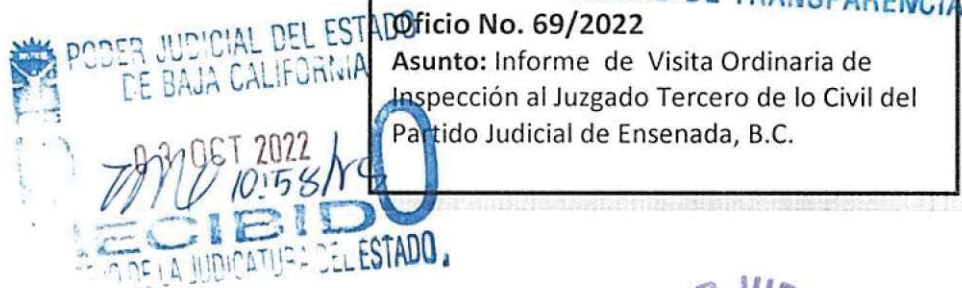 TRANSPARENCIA
PODER JUDICIAL DEL ESTADO
DE BAJA CALIFORNIA
Oficio No. 69/2022
Asunto: Informe de Visita Ordinaria de
Inspección al Juzgado Tercero de lo Civil del
Partido Judicial de Ensenada, B.C.
OCT 2022
10:58
RECIBIDO
DE LA JUDICATURA DEL ESTADO.